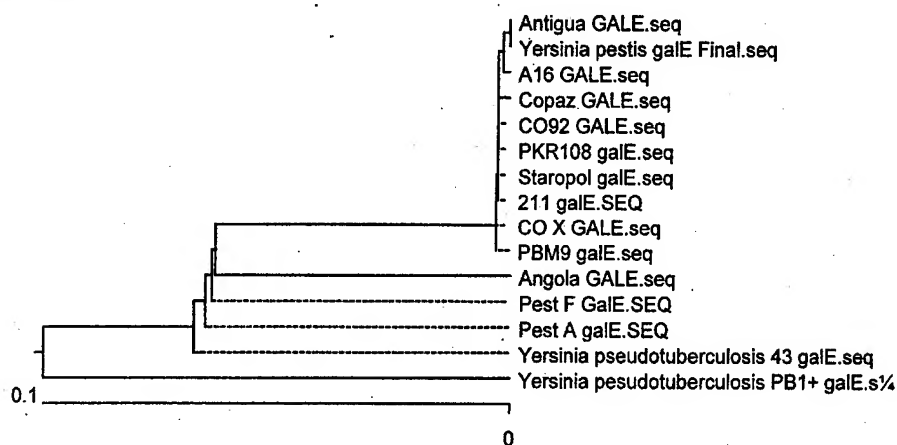 Antigua GALE.seq
Yersinia pestis galE Final.seq
A16 GALE.seq
Copaz GALE.seq
CO92 GALE.seq
PKR108 galE.seq
Staropol galE.seq
211 galE.SEQ
CO X GALE.seq
PBM9 galE.seq
Angola GALE.seq
Pest F GalE.SEQ
Pest A galE.SEQ
Yersinia pseudotuberculosis 43 galE.seq
Yersinia pesudotuberculosis PB1+ galE.s¼
0.1
0